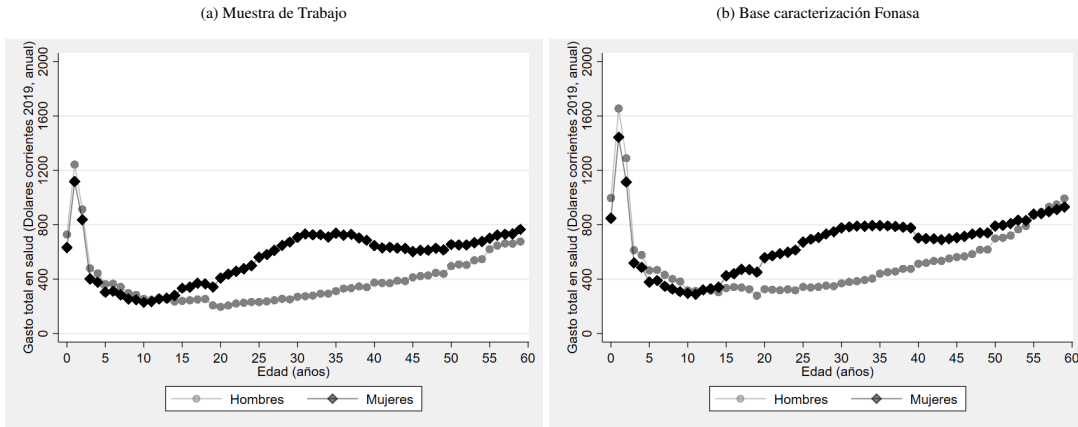 (a) Muestra de Trabajo
Gasto total en salud (Dolares corrientes 2019, anual)
2000
1600
1200
800
400
0
0 5 10 15 20 25 30 35 40 45 50 55 60
Edad (años)
Hombres Mujeres
(b) Base caracterización Fonasa
Gasto total en salud (Dolares corrientes 2019, anual)
2000
1600
1200
800
400
0
0 5 10 15 20 25 30 35 40 45 50 55 60
Edad (años)
Hombres Mujeres